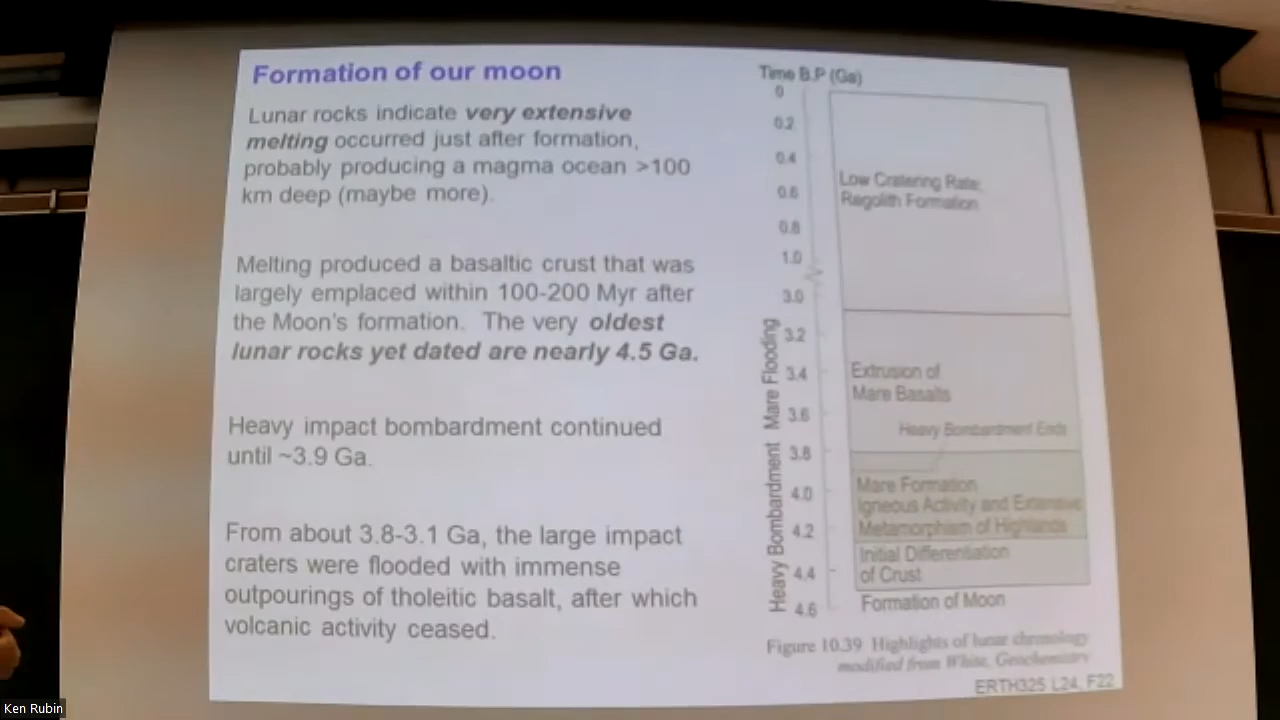 Formation of our moon
Lunar rocks indicate very extensive
melting occurred just after formation,
probably producing a magma ocean >100
km deep (maybe more).
Melting produced a basaltic crust that was
largely emplaced within 100-200 Myr after
the Moon's formation. The very oldest
lunar rocks yet dated are nearly 4.5 Ga.
Heavy impact bombardment continued
until ~3.9 Ga.
From about 3.8-3.1 Ga, the large impact
craters were flooded with immense
outpourings of tholeitic basalt, after which
volcanic activity ceased.
Time B.P (Ga)
0
0.2
0.4
0.6
0.8
1.0
3.0
3.2
3.4
3.6
3.8
4.0
4.2
4.4
4.6
Mare Flooding
Heavy Bombardment
Low Cratering Rate;
Regolith Formation
Extrusion of
Mare Basalts
Heavy Bombardment Ends
Mare Formation
Igneous Activity and Extensive
Metamorphism of Highlands
Initial Differentiation
of Crust
Formation of Moon
Figure 10.39 Highlights of lunar chronology
modified from White, Geochemistry
ERTH325 L24, F22
Ken Rubin